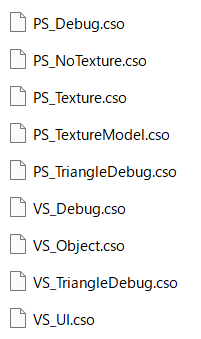 PS_Debug.cso
PS_NoTexture.cso
PS_Texture.cso
PS_TextureModel.cso
PS_TriangleDebug.cso
VS_Debug.cso
VS_Object.cso
VS_TriangleDebug.cso
VS_UI.cso